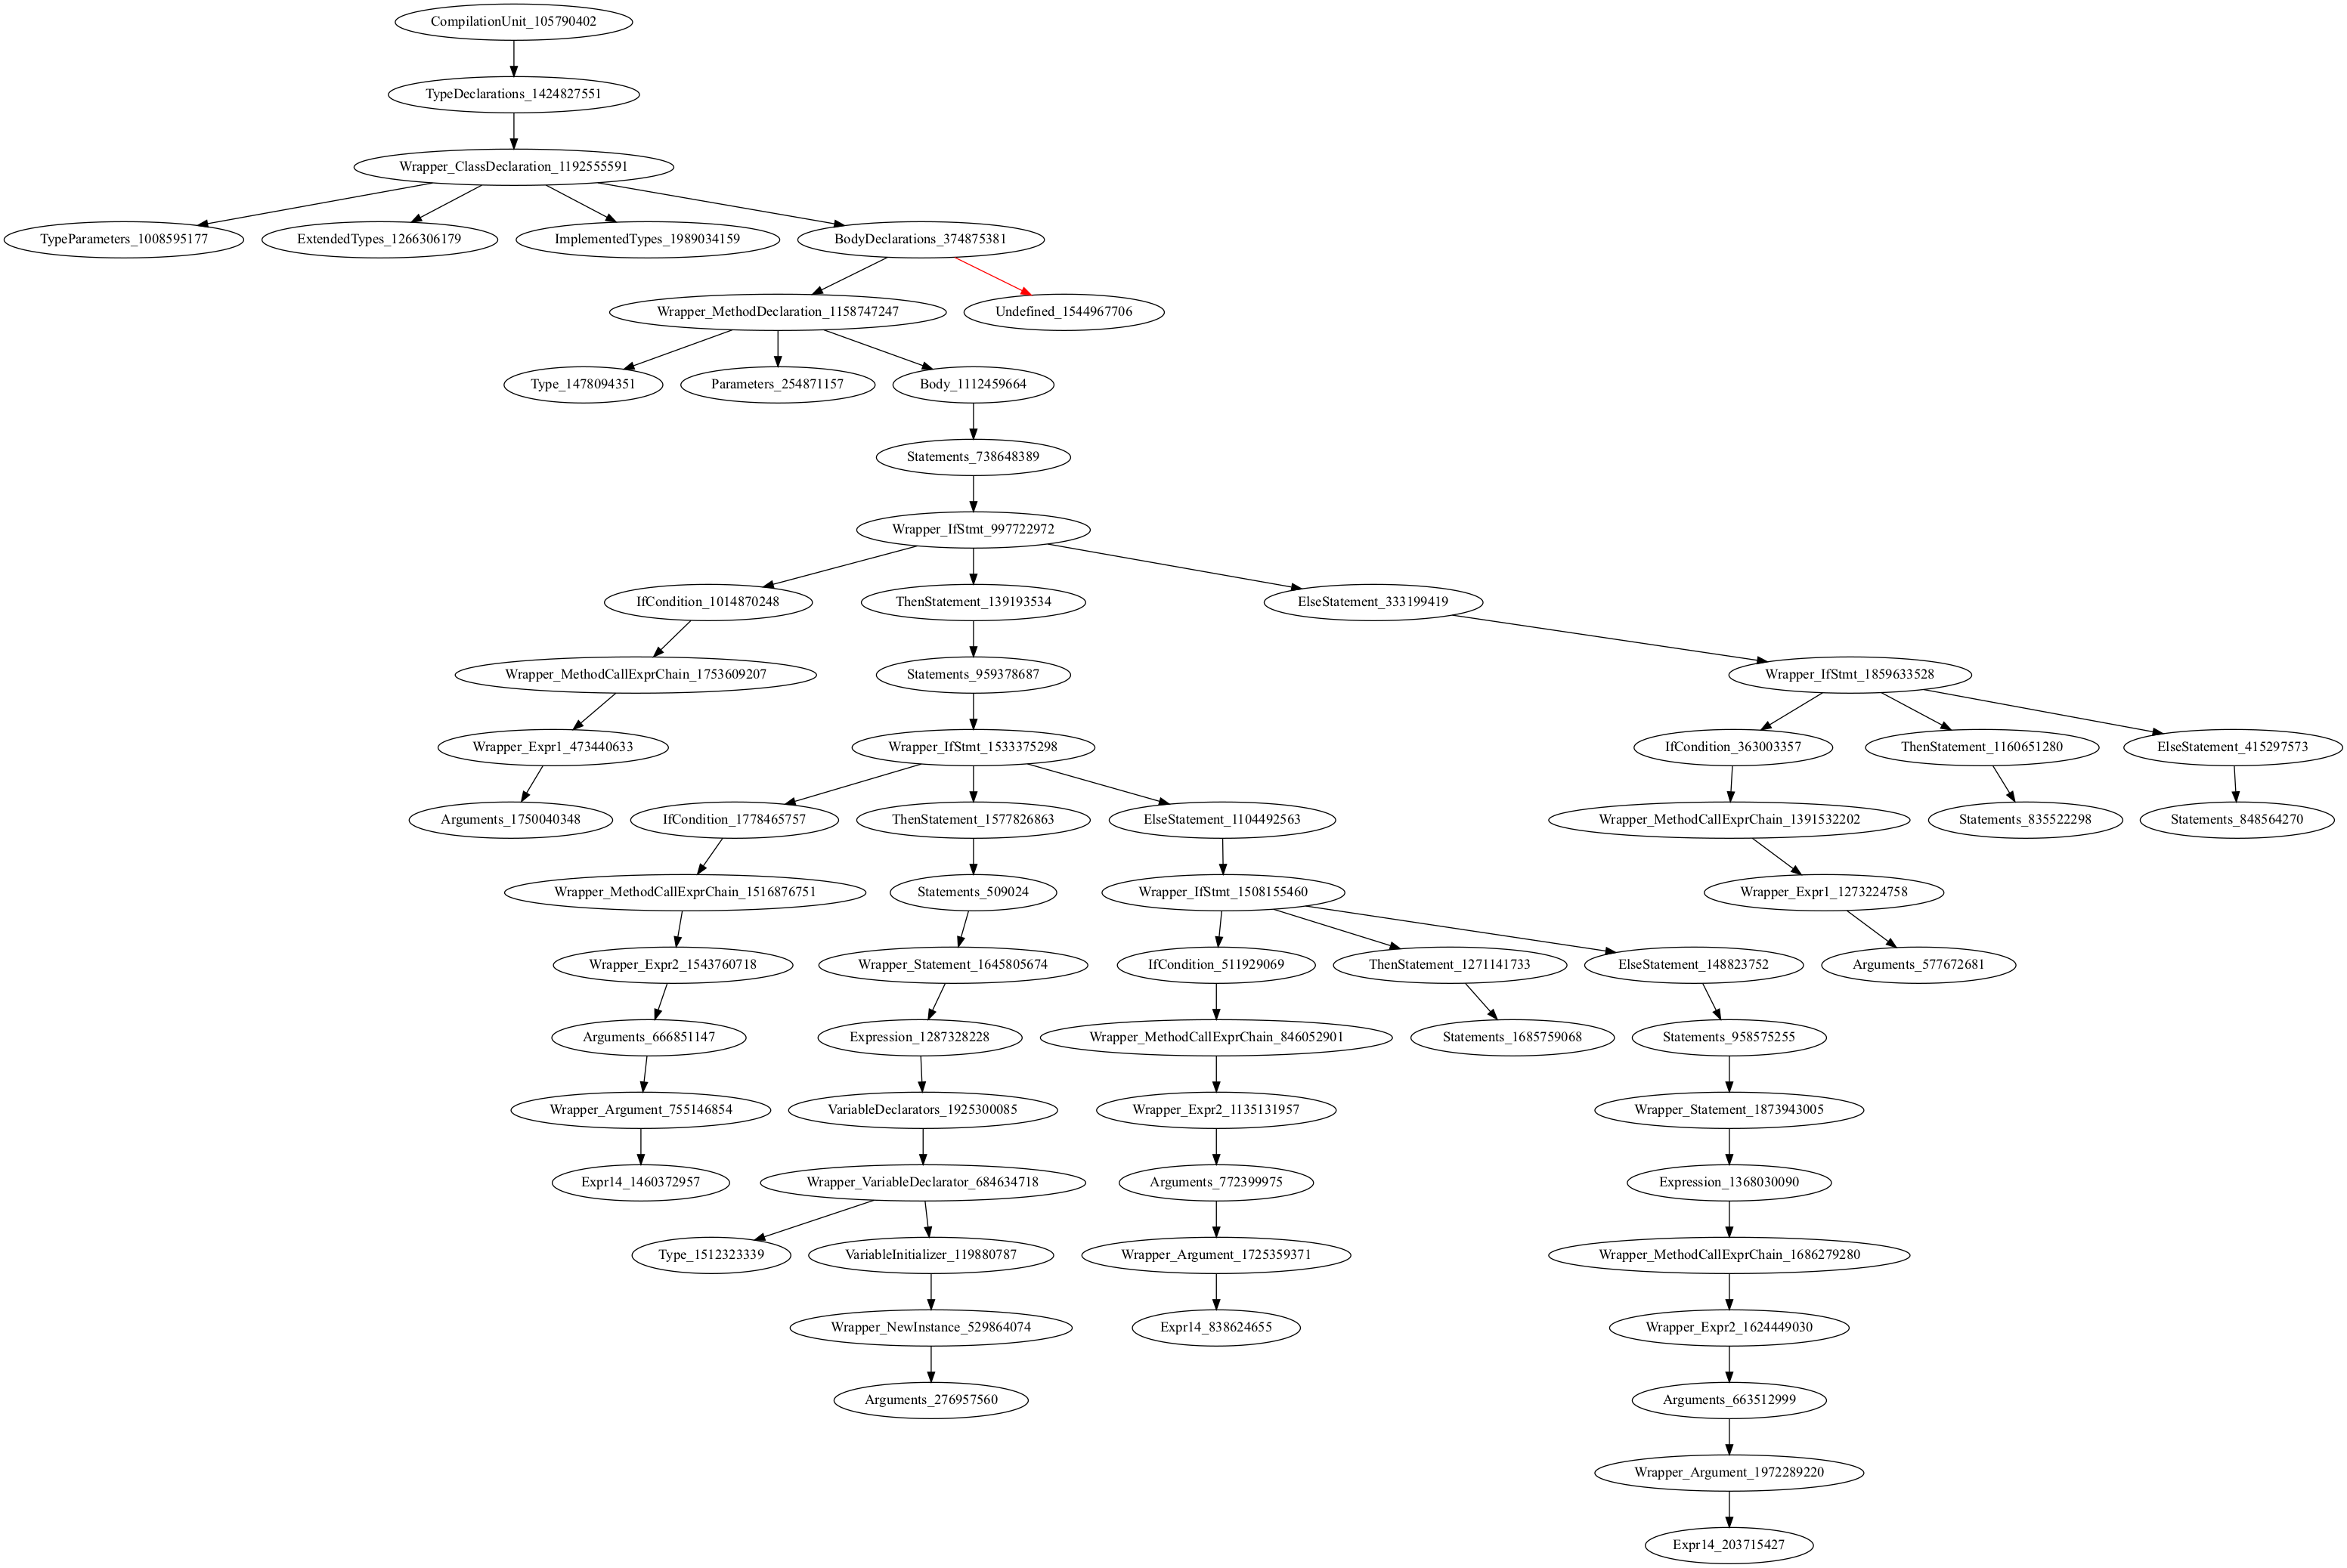 CompilationUnit_105790402
TypeDeclarations_1424827551
Wrapper_ClassDeclaration_1192555591
TypeParameters_1008595177
ExtendedTypes_1266306179
ImplementedTypes_1989034159
BodyDeclarations_374875381
Wrapper_MethodDeclaration_1158747247
Undefined_1544967706
Type_1478094351
Parameters_254871157
Body_1112459664
Statements_738648389
Wrapper_IfStmt_997722972
IfCondition_1014870248
ThenStatement_139193534
ElseStatement_333199419
Wrapper_MethodCallExprChain_1753609207
Statements_959378687
Wrapper_IfStmt_1859633528
Wrapper_Expr1_473440633
Wrapper_IfStmt_1533375298
IfCondition_363003357
ThenStatement_1160651280
ElseStatement_415297573
Arguments_1750040348
IfCondition_1778465757
ThenStatement_1577826863
ElseStatement_1104492563
Wrapper_MethodCallExprChain_1391532202
Statements_835522298
Statements_848564270
Wrapper_MethodCallExprChain_1516876751
Statements_509024
Wrapper_IfStmt_1508155460
Wrapper_Expr1_1273224758
Wrapper_Expr2_1543760718
Wrapper_Statement_1645805674
IfCondition_511929069
ThenStatement_1271141733
ElseStatement_148823752
Arguments_577672681
Arguments_666851147
Expression_1287328228
Wrapper_MethodCallExprChain_846052901
Statements_1685759068
Statements_958575255
Wrapper_Argument_755146854
VariableDeclarators_1925300085
Wrapper_Expr2_1135131957
Wrapper_Statement_1873943005
Expr14_1460372957
Wrapper_VariableDeclarator_684634718
Arguments_772399975
Expression_1368030090
Type_1512323339
VariableInitializer_119880787
Wrapper_Argument_1725359371
Wrapper_MethodCallExprChain_1686279280
Wrapper_NewInstance_529864074
Expr14_838624655
Wrapper_Expr2_1624449030
Arguments_276957560
Arguments_663512999
Wrapper_Argument_1972289220
Expr14_203715427